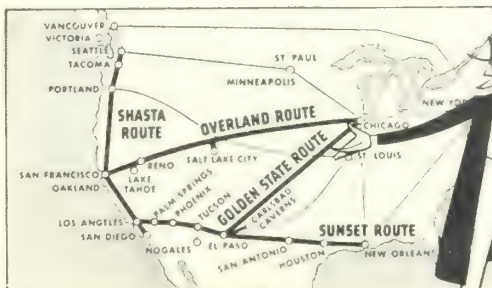 VANCOUVER
VICTORIA
SEATTLE
TACOMA
PORTLAND
ST PAUL
MINNEAPOLIS
NEW YORK
SHASTA
ROUTE
OVERLAND ROUTE
CHICAGO
ST LOUIS
SALT LAKE CITY
RENO
LAKE
TAHOE
SAN FRANCISCO
OAKLAND
GOLDEN STATE ROUTE
CARLSBAD
CAVERNS
PALM SPRINGS
PHOENIX
TUCSON
LOS ANGELES
SAN DIEGO
NOGALES
EL PASO
SAN ANTONIO
HOUSTON
SUNSET ROUTE
NEW ORLEANS